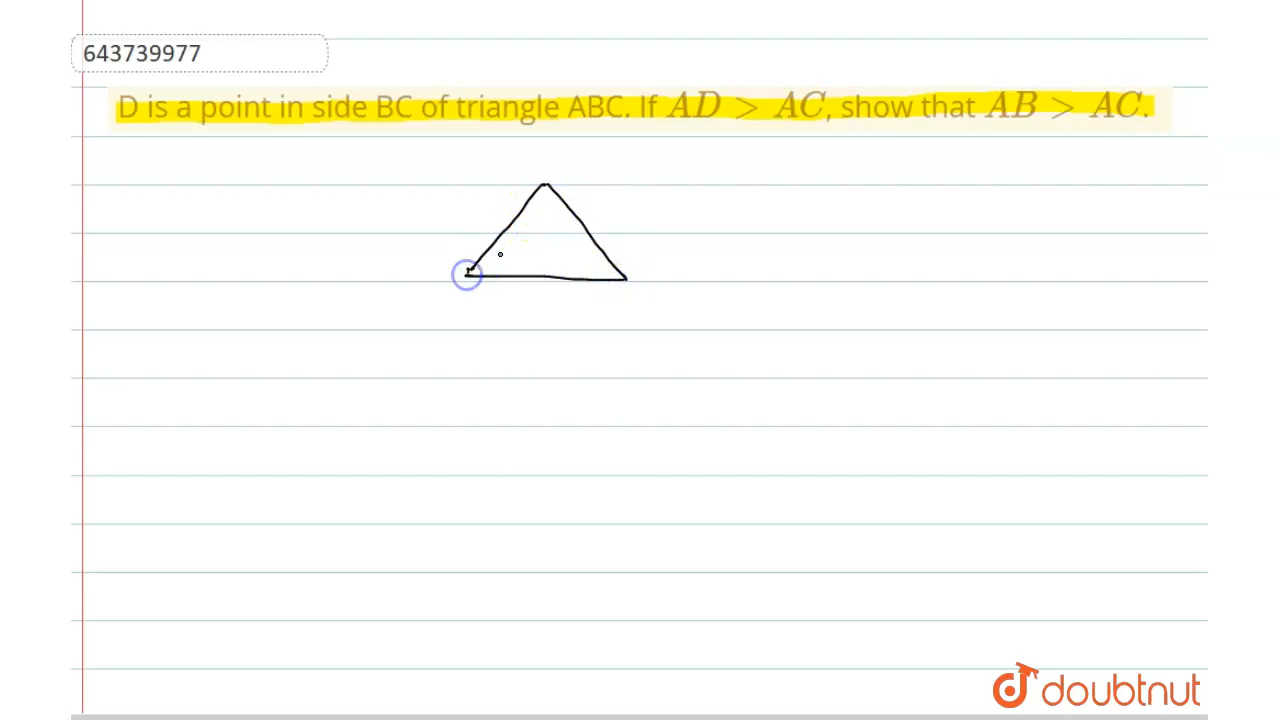 643739977
D is a point in side BC of triangle ABC. If AD > AC, show that AB > AC.
doubtnut